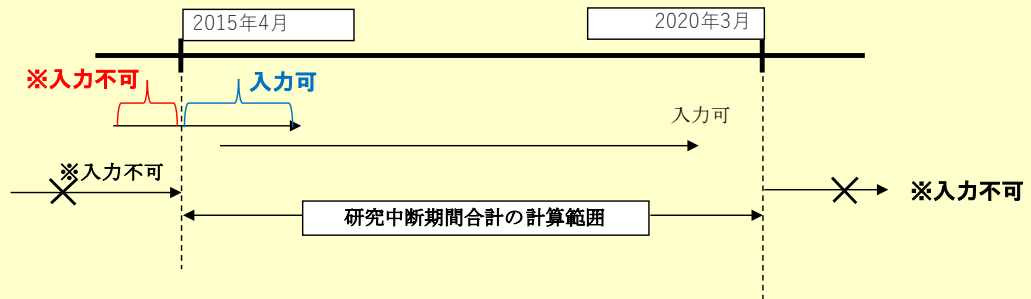 2015年4月
2020年3月
※入力不可
入力可
入力可
※入力不可
※入力不可
研究中断期間合計の計算範囲